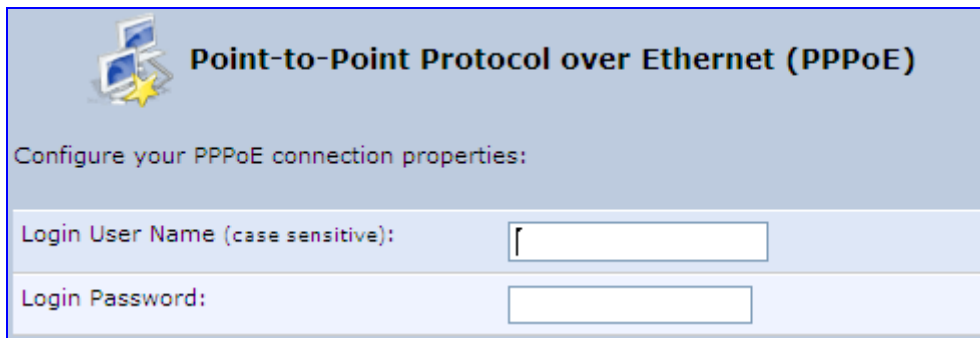 Point-to-Point Protocol over Ethernet (PPPoE)
Configure your PPPoE connection properties:
Login User Name (case sensitive):
Login Password: